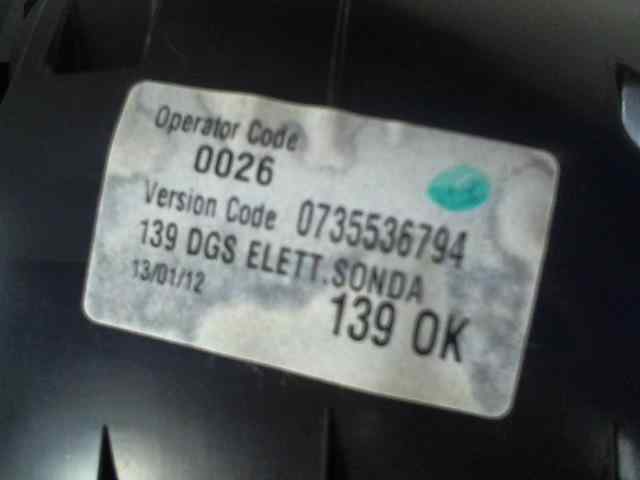 Operator Code
0026
Version Code 0735536794
139 DGS ELETT.SONDA
13/01/12
139 OK